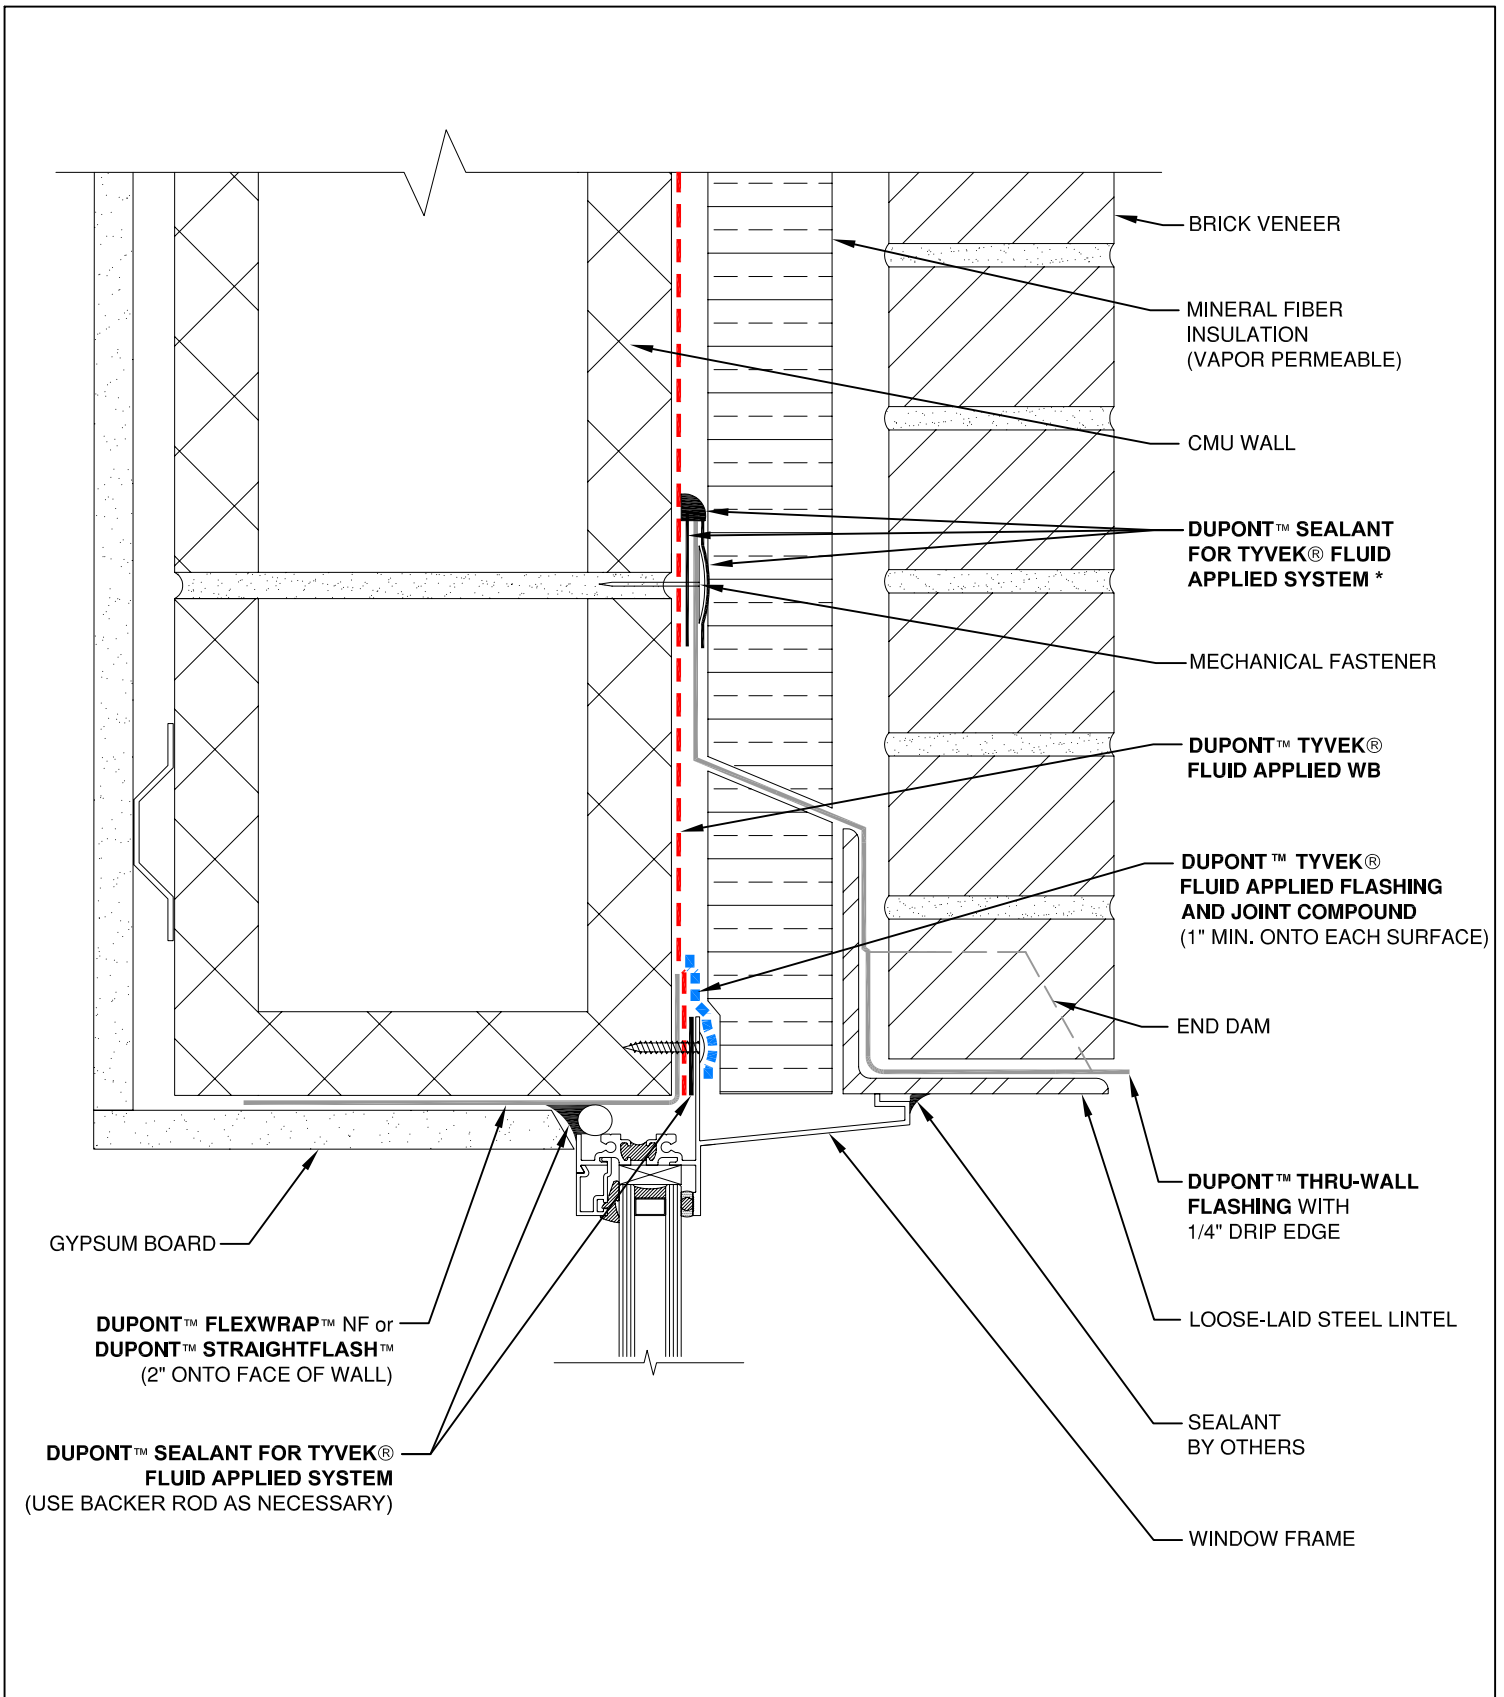 BRICK VENEER
MINERAL FIBER
INSULATION
(VAPOR PERMEABLE)
CMU WALL
DUPONT™ SEALANT
FOR TYVEK® FLUID
APPLIED SYSTEM *
MECHANICAL FASTENER
DUPONT™ TYVEK®
FLUID APPLIED WB
DUPONT™ TYVEK®
FLUID APPLIED FLASHING
AND JOINT COMPOUND
(1" MIN. ONTO EACH SURFACE)
END DAM
DUPONT™ THRU-WALL
FLASHING WITH
1/4" DRIP EDGE
LOOSE-LAID STEEL LINTEL
SEALANT
BY OTHERS
WINDOW FRAME
GYPSUM BOARD
DUPONT™ FLEXWRAP™ NF or
DUPONT™ STRAIGHTFLASH™
(2" ONTO FACE OF WALL)
DUPONT™ SEALANT FOR TYVEK®
FLUID APPLIED SYSTEM
(USE BACKER ROD AS NECESSARY)